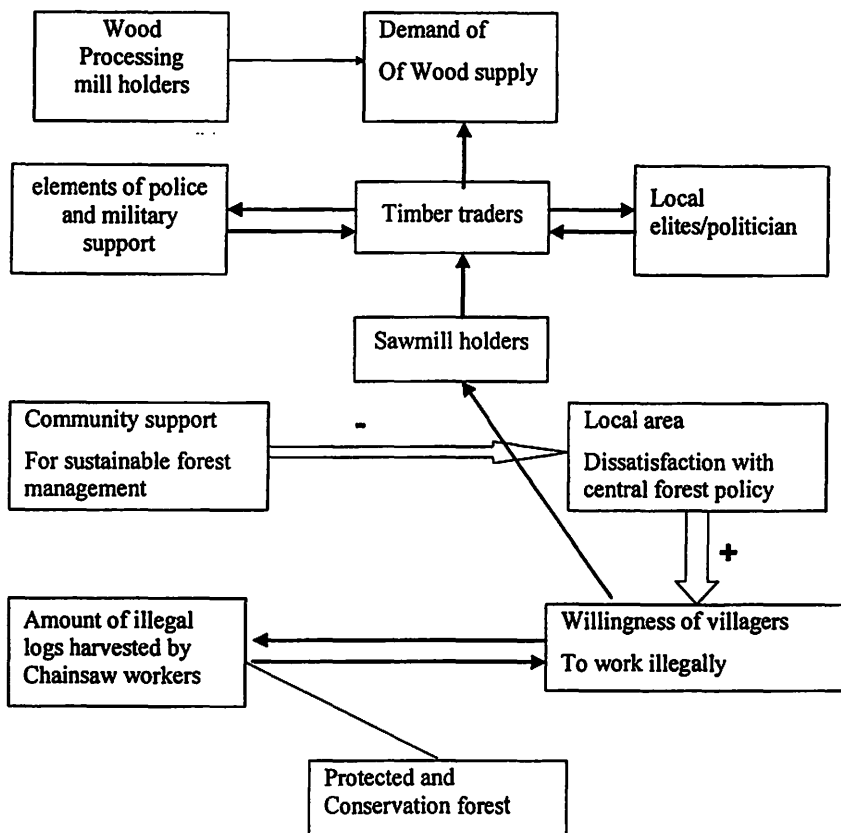 Wood
Processing
mill holders
Demand of
Of Wood supply
elements of police
and military
support
Timber traders
Local
elites/politician
Sawmill holders
Community support
For sustainable forest
management
-
Local area
Dissatisfaction with
central forest policy
+
Amount of illegal
logs harvested by
Chainsaw workers
Willingness of villagers
To work illegally
Protected and
Conservation forest